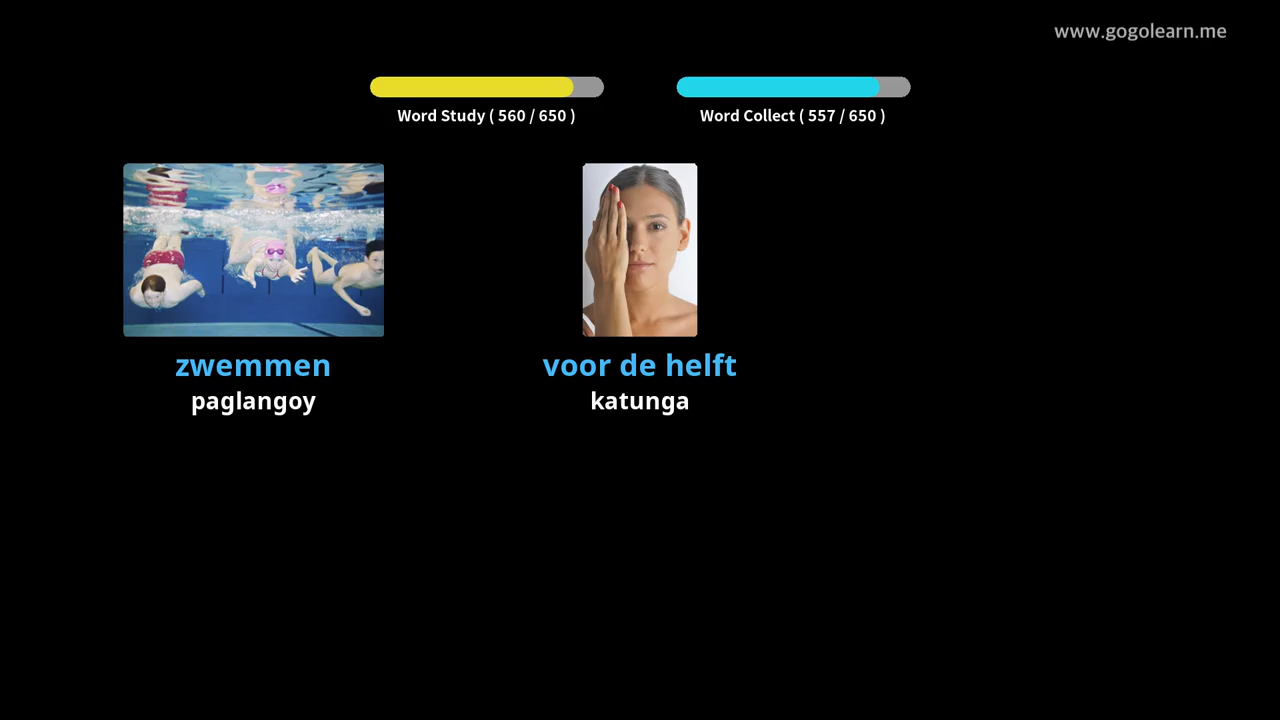 www.gogolearn.me
Word Study ( 560 / 650 )
Word Collect ( 557 / 650 )
zwemmen
paglangoy
voor de helft
katunga